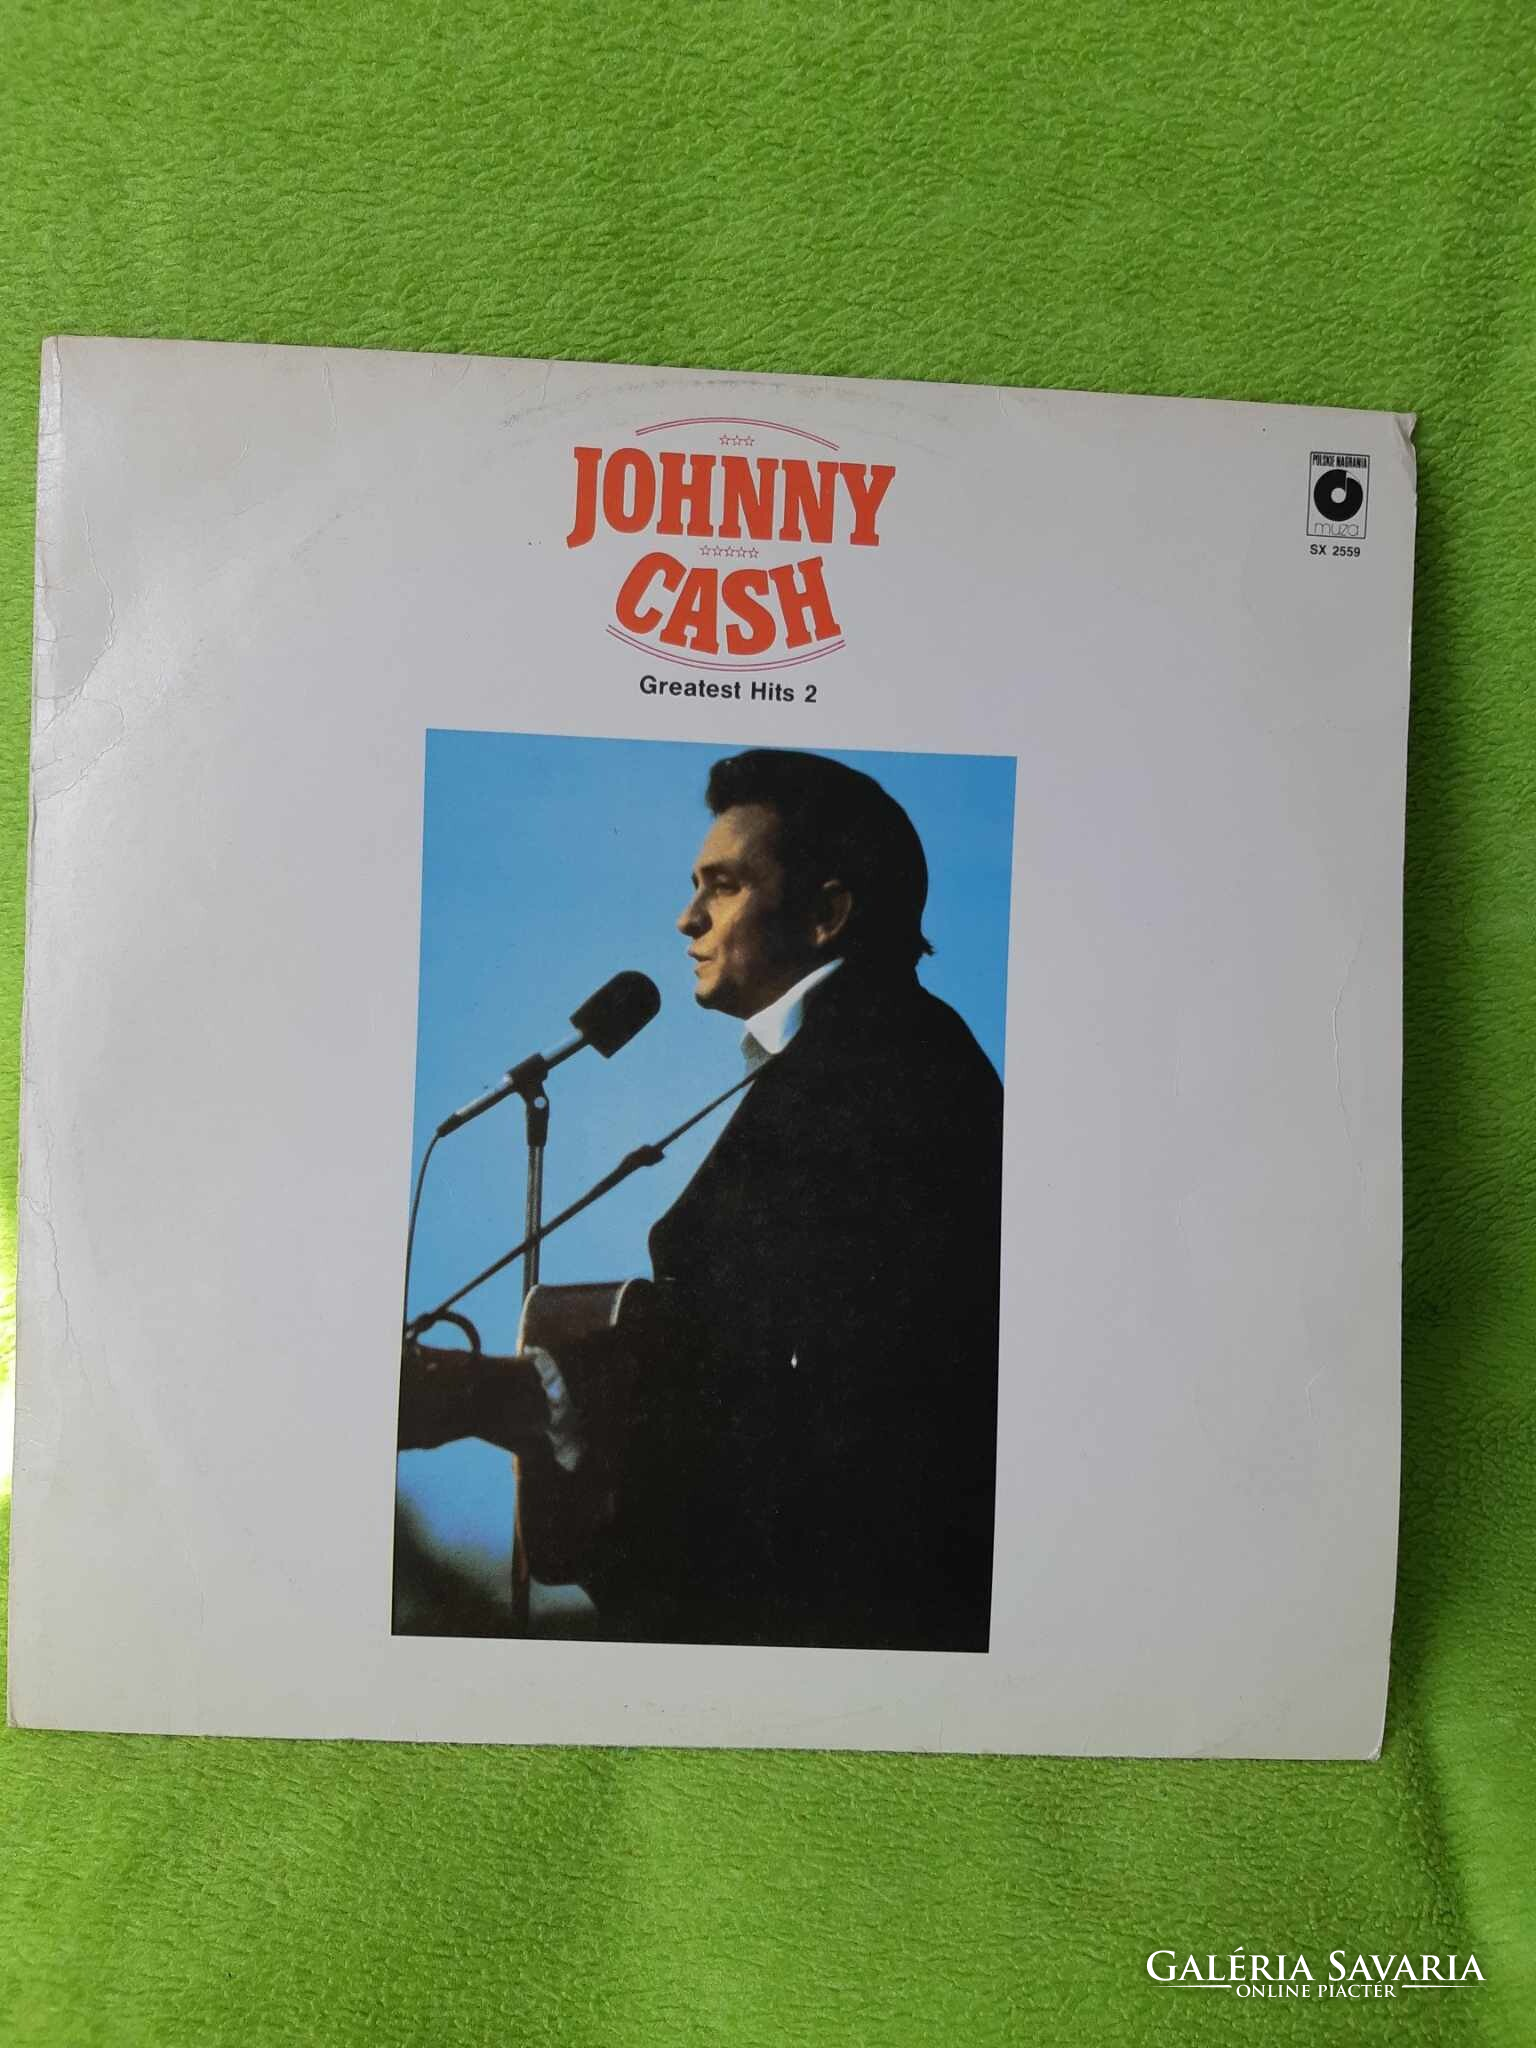 ☆☆☆
JOHNNY
☆☆☆☆☆
CASH
Greatest Hits 2
POLSKIE NAGRANIA
muza
SX 2559
GALÉRIA SAVARIA
ONLINE PIACTÉR